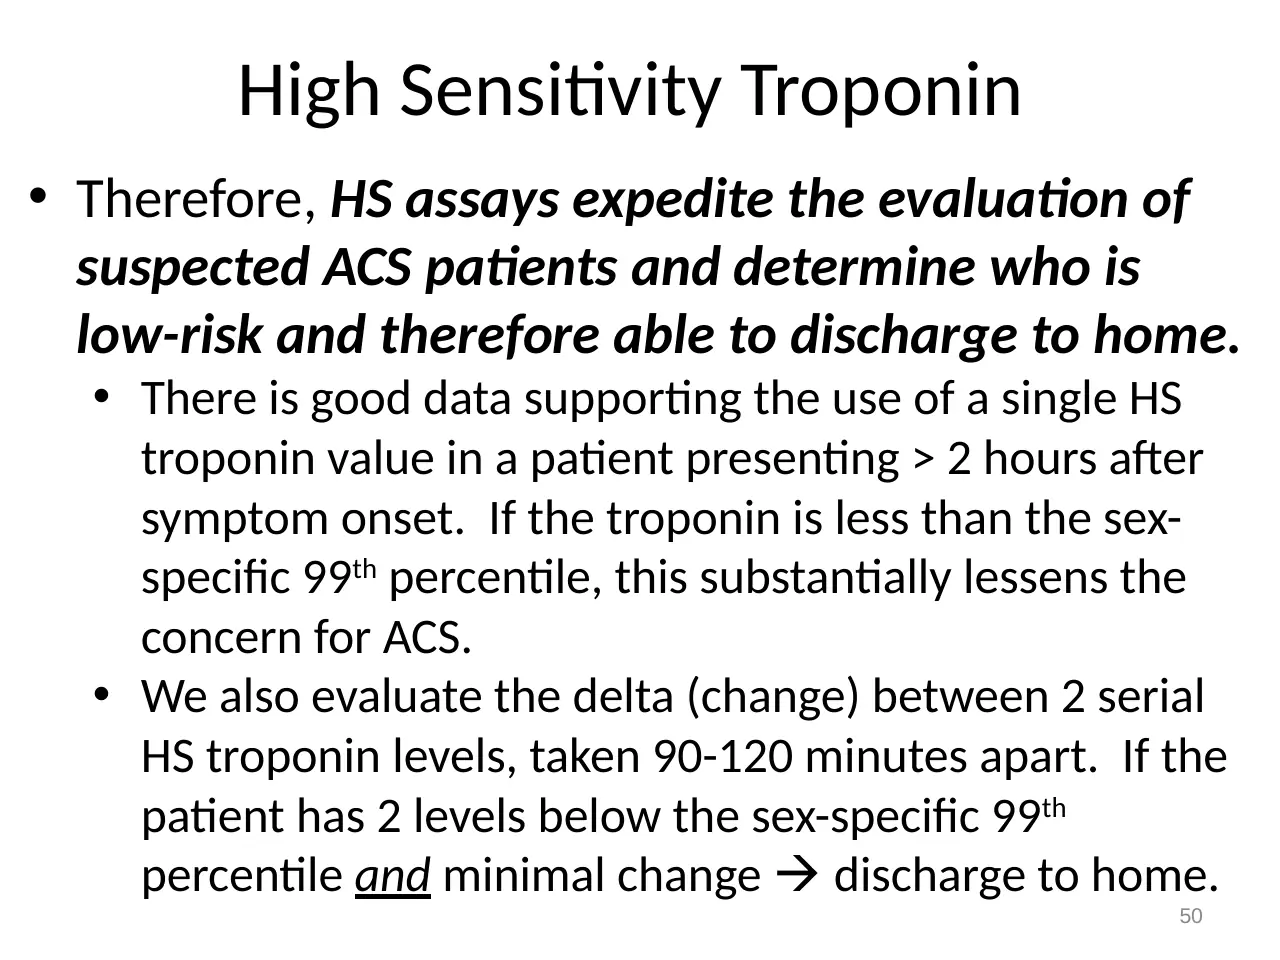 High Sensitivity Troponin
• Therefore, HS assays expedite the evaluation of
suspected ACS patients and determine who is
low-risk and therefore able to discharge to home.
• There is good data supporting the use of a single HS
troponin value in a patient presenting > 2 hours after
symptom onset.  If the troponin is less than the sex-
specific 99th percentile, this substantially lessens the
concern for ACS.
• We also evaluate the delta (change) between 2 serial
HS troponin levels, taken 90-120 minutes apart.  If the
patient has 2 levels below the sex-specific 99th
percentile and minimal change → discharge to home.
50